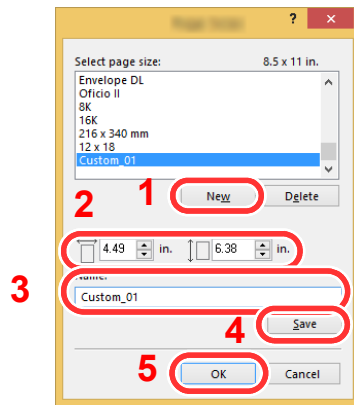 ? ×
Select page size: 8.5 x 11 in.
Envelope DL
Oficio II
8K
16K
216 x 340 mm
12 x 18
Custom_01
1 New Delete
2
4.49 in. 6.38 in.
3 Name:
Custom_01
4 Save
5 OK Cancel